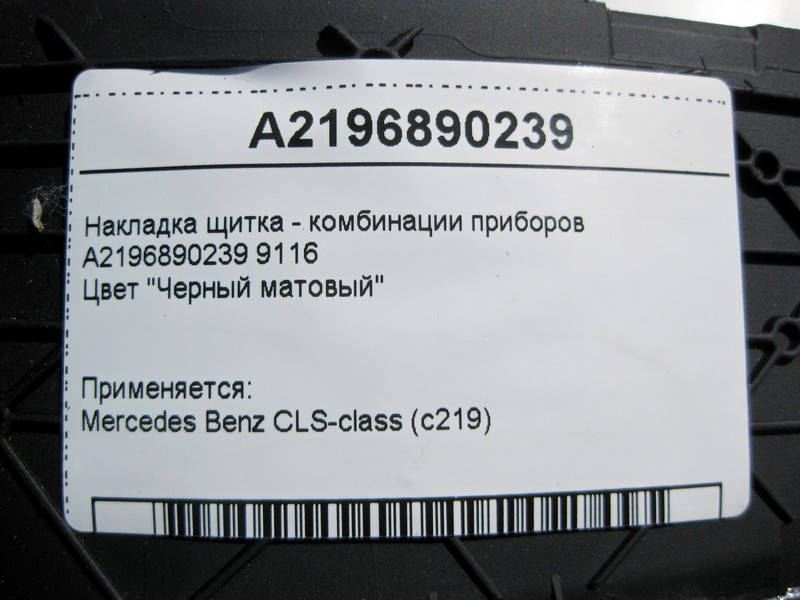 A2196890239
Накладка щитка - комбинации приборов
A2196890239 9116
Цвет "Черный матовый"
Применяется:
Mercedes Benz CLS-class (c219)